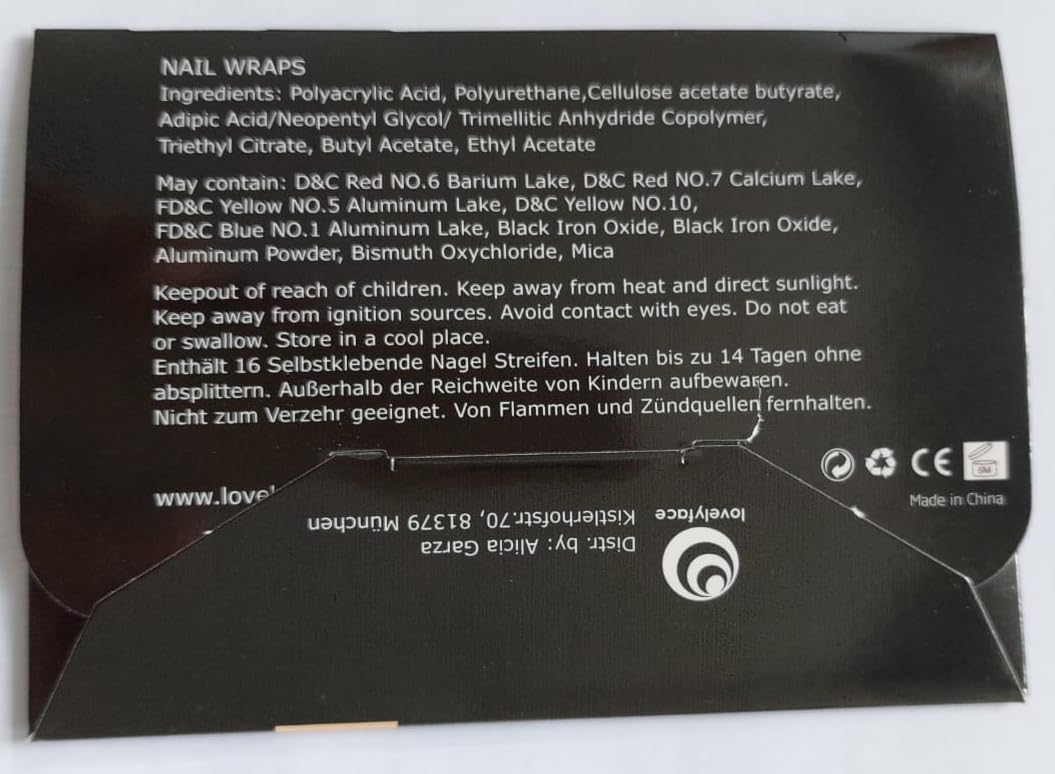 NAIL WRAPS
Ingredients: Polyacrylic Acid, Polyurethane,Cellulose acetate butyrate,
Adipic Acid/Neopentyl Glycol/ Trimellitic Anhydride Copolymer,
Triethyl Citrate, Butyl Acetate, Ethyl Acetate
May contain: D&C Red NO.6 Barium Lake, D&C Red NO.7 Calcium Lake,
FD&C Yellow NO.5 Aluminum Lake, D&C Yellow NO.10,
FD&C Blue NO.1 Aluminum Lake, Black Iron Oxide, Black Iron Oxide,
Aluminum Powder, Bismuth Oxychloride, Mica
Keepout of reach of children. Keep away from heat and direct sunlight.
Keep away from ignition sources. Avoid contact with eyes. Do not eat
or swallow. Store in a cool place.
Enthält 16 Selbstklebende Nagel Streifen. Halten bis zu 14 Tagen ohne
absplittern. Außerhalb der Reichweite von Kindern aufbewaren.
Nicht zum Verzehr geeignet. Von Flammen und Zündquellen fernhalten.
CE
Made in China
www.lovel
Distr. by: Alicia Garza
Kistlerhofstr.70, 81379 München
lovelyface